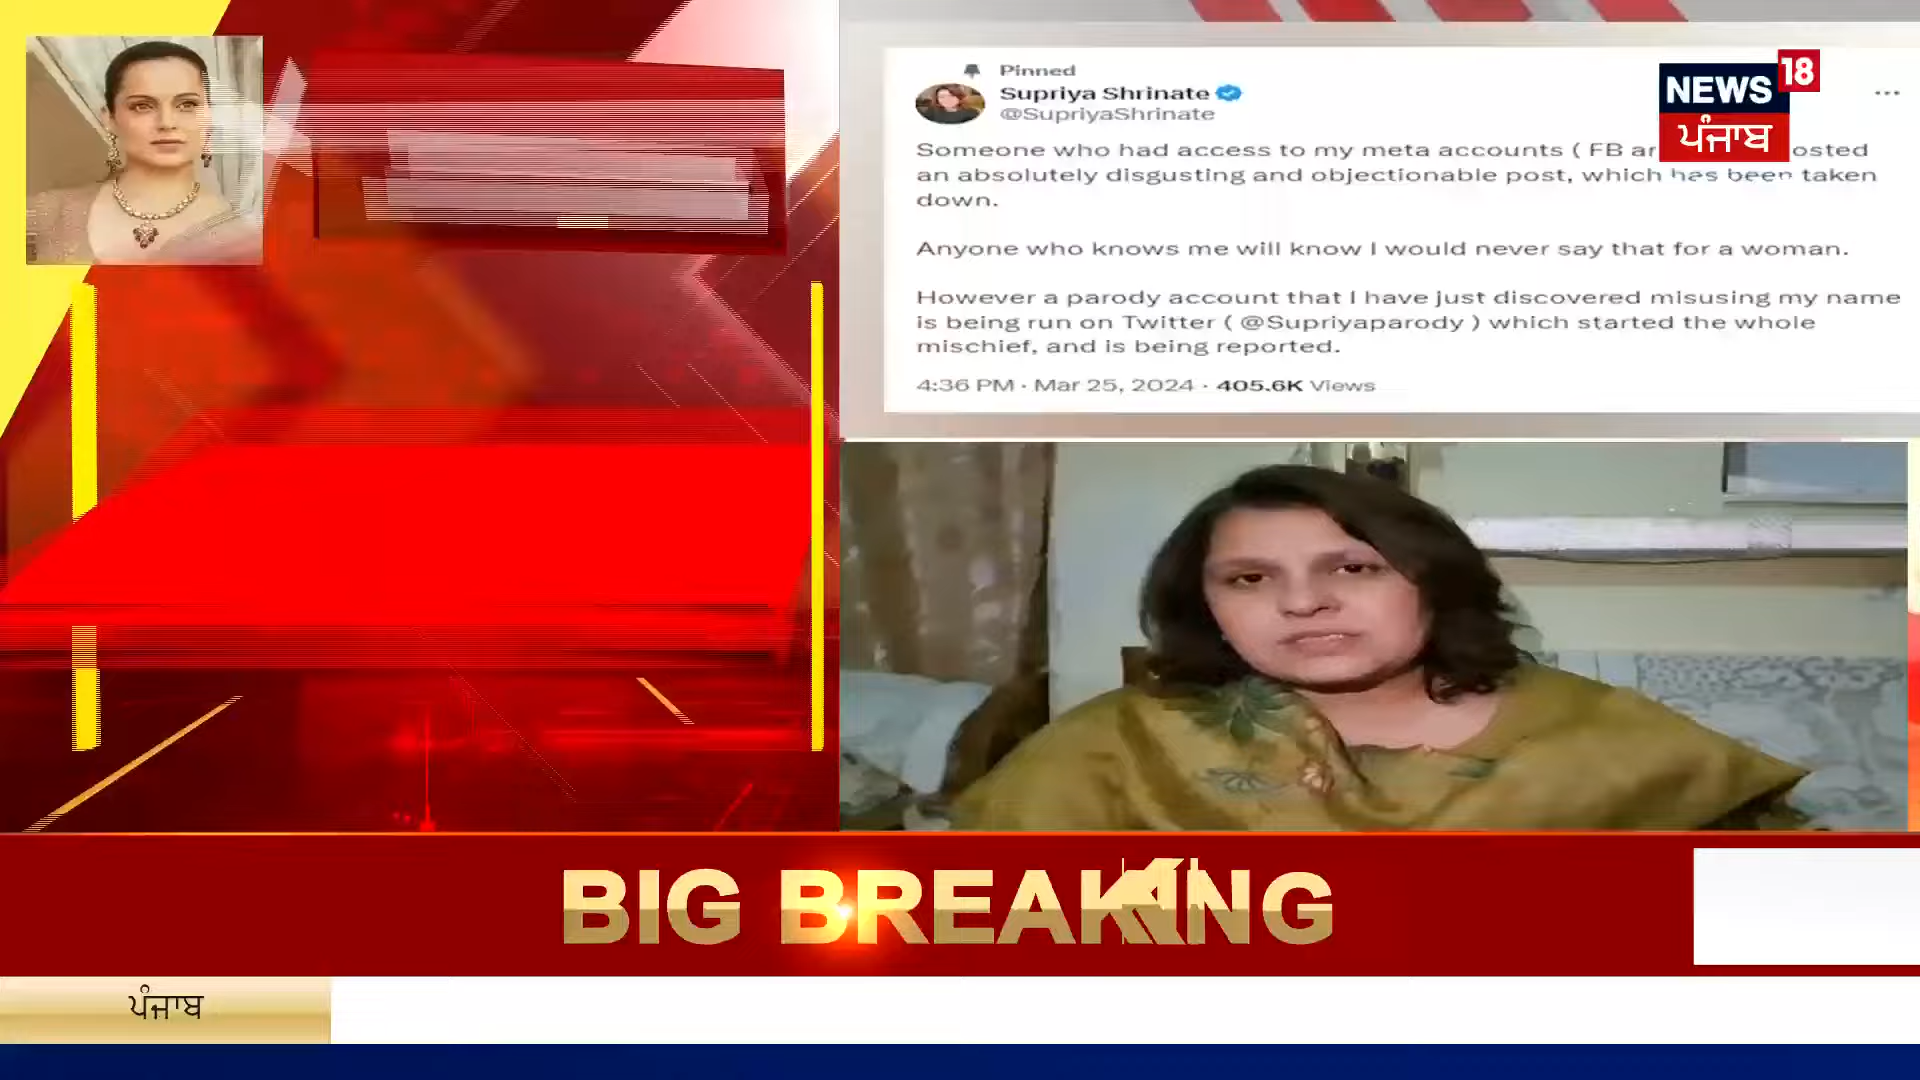 Pinned
Supriya Shrinate
@SupriyaShrinate
Someone who had access to my meta accounts ( FB
an absolutely disgusting and objectionable post, which has been taken
down.
Anyone who knows me will know I would never say that for a woman.
However a parody account that I have just discovered misusing my name
is being run on Twitter ( @Supriyaparody ) which started the whole
mischief, and is being reported.
4:36 PM · Mar 25, 2024 · 405.6K Views
NEWS 18
ਪੰਜਾਬ
BIG BREAKING
ਪੰਜਾਬ